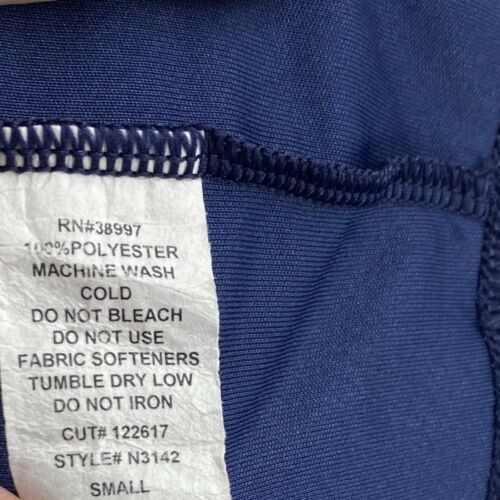 RN#38997
100%POLYESTER
MACHINE WASH
COLD
DO NOT BLEACH
DO NOT USE
FABRIC SOFTENERS
TUMBLE DRY LOW
DO NOT IRON
CUT# 122617
STYLE# N3142
SMALL